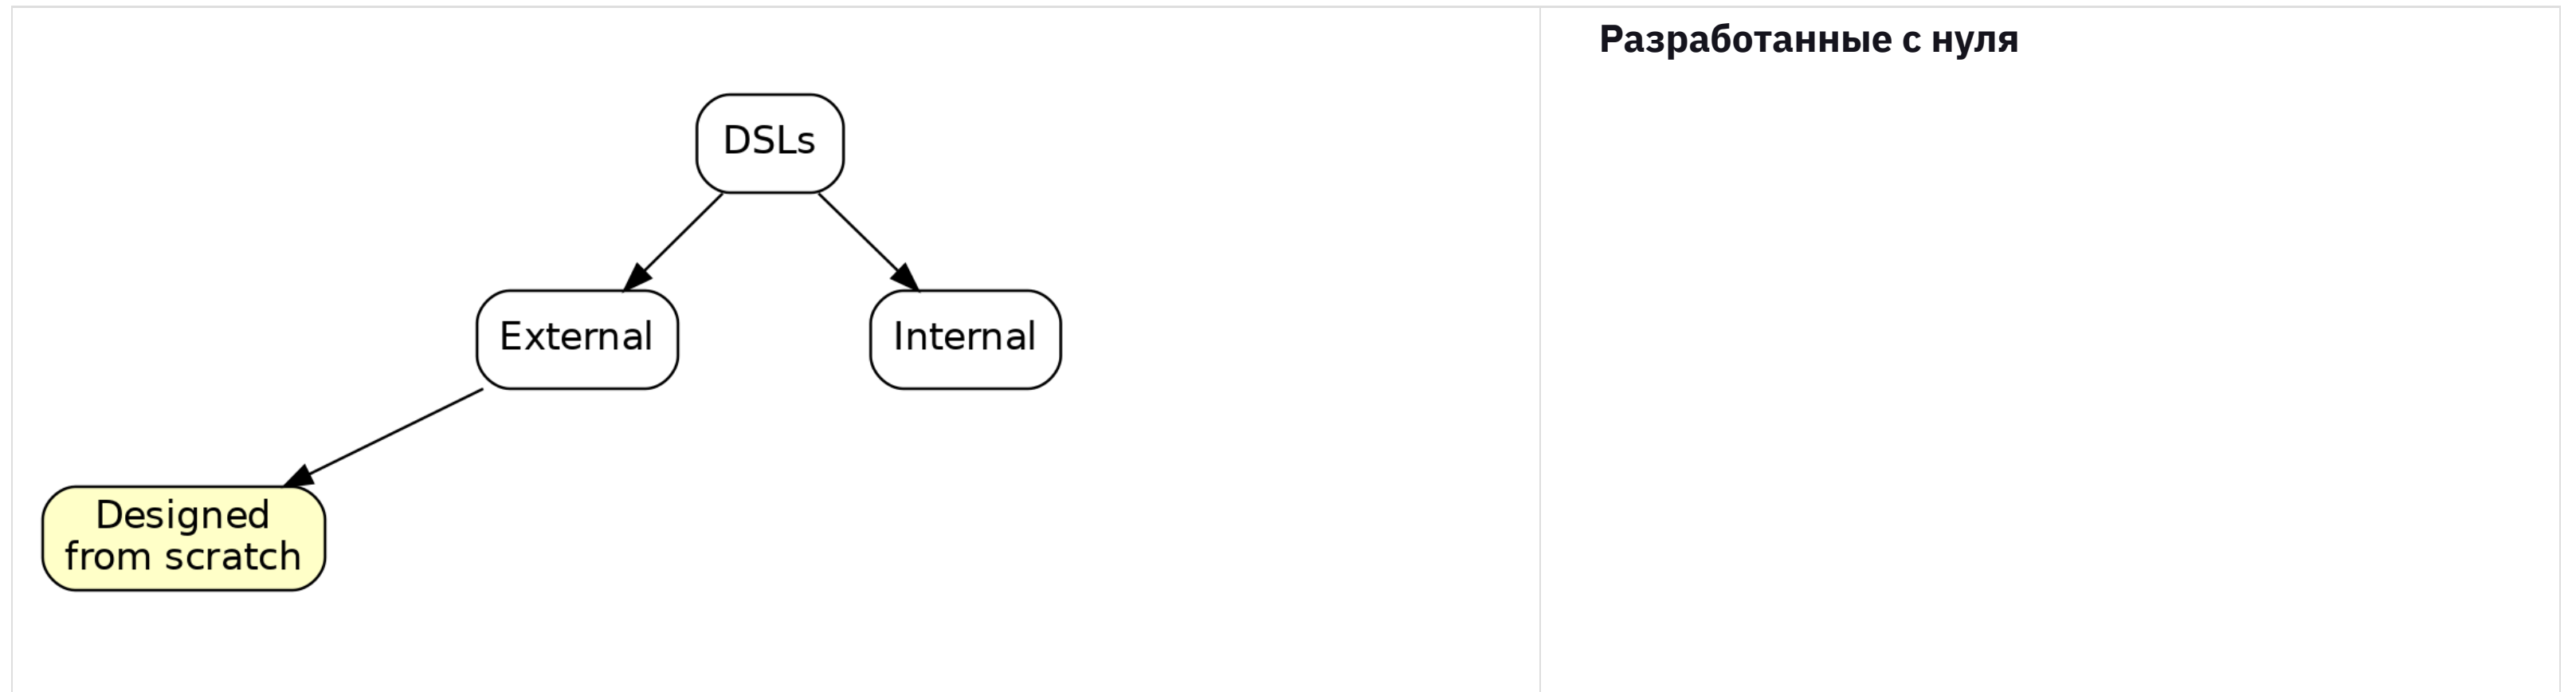 DSLs
External
Internal
Designed
from scratch
Разработанные с нуля